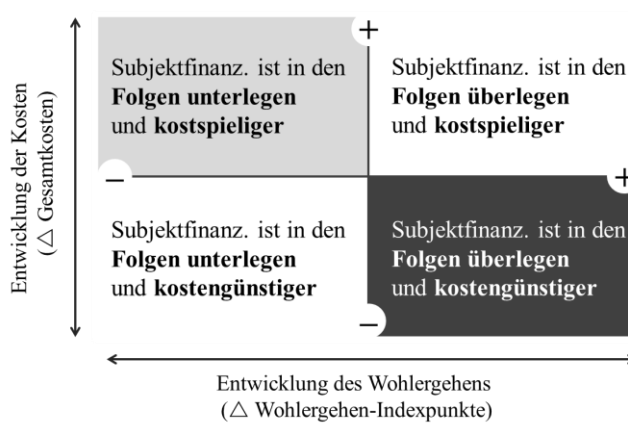 Entwicklung der Kosten
(△ Gesamtkosten)
+
Subjektfinanz. ist in den
Folgen unterlegen
und kostspieliger
Subjektfinanz. ist in den
Folgen überlegen
und kostspieliger
−
+
Subjektfinanz. ist in den
Folgen unterlegen
und kostengünstiger
Subjektfinanz. ist in den
Folgen überlegen
und kostengünstiger
−
Entwicklung des Wohlergehens
(△ Wohlergehen-Indexpunkte)